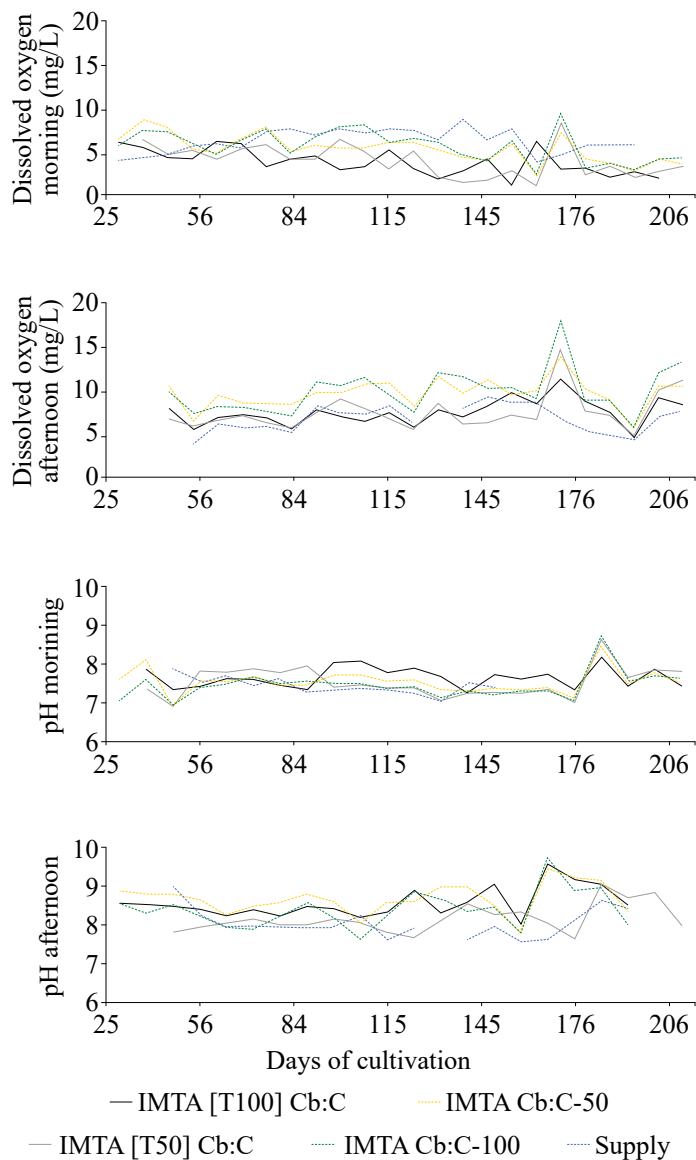 Dissolved oxygen
morning (mg/L)
20
15
10
5
0
25 56 84 115 145 176 206
Dissolved oxygen
afternoon (mg/L)
20
15
10
5
0
25 56 84 115 145 176 206
pH morining
10
9
8
7
6
25 56 84 115 145 176 206
pH afternoon
10
9
8
7
6
25 56 84 115 145 176 206
Days of cultivation
IMTA [T100] Cb:C IMTA Cb:C-50
IMTA [T50] Cb:C IMTA Cb:C-100 Supply